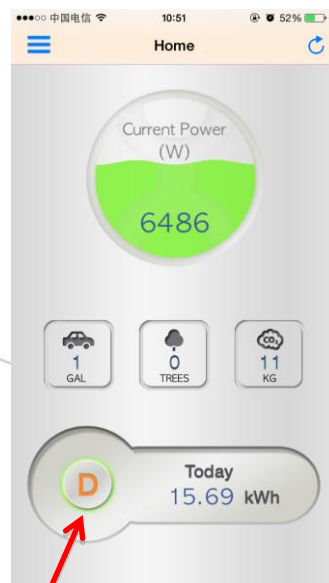 中国电信 10:51 52%
Home
Current Power
(W)
6486
CO₂
1 0 11
GAL TREES KG
D
Today
15.69 kWh